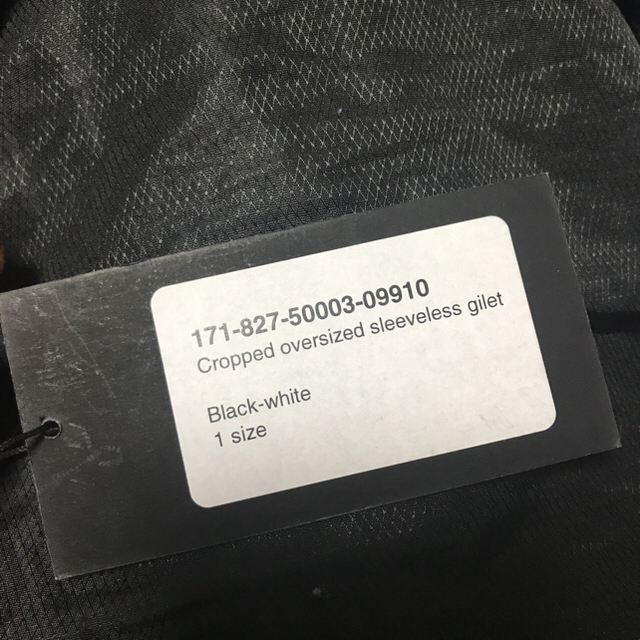 171-827-50003-09910
Cropped oversized sleeveless gilet
Black-white
1 size